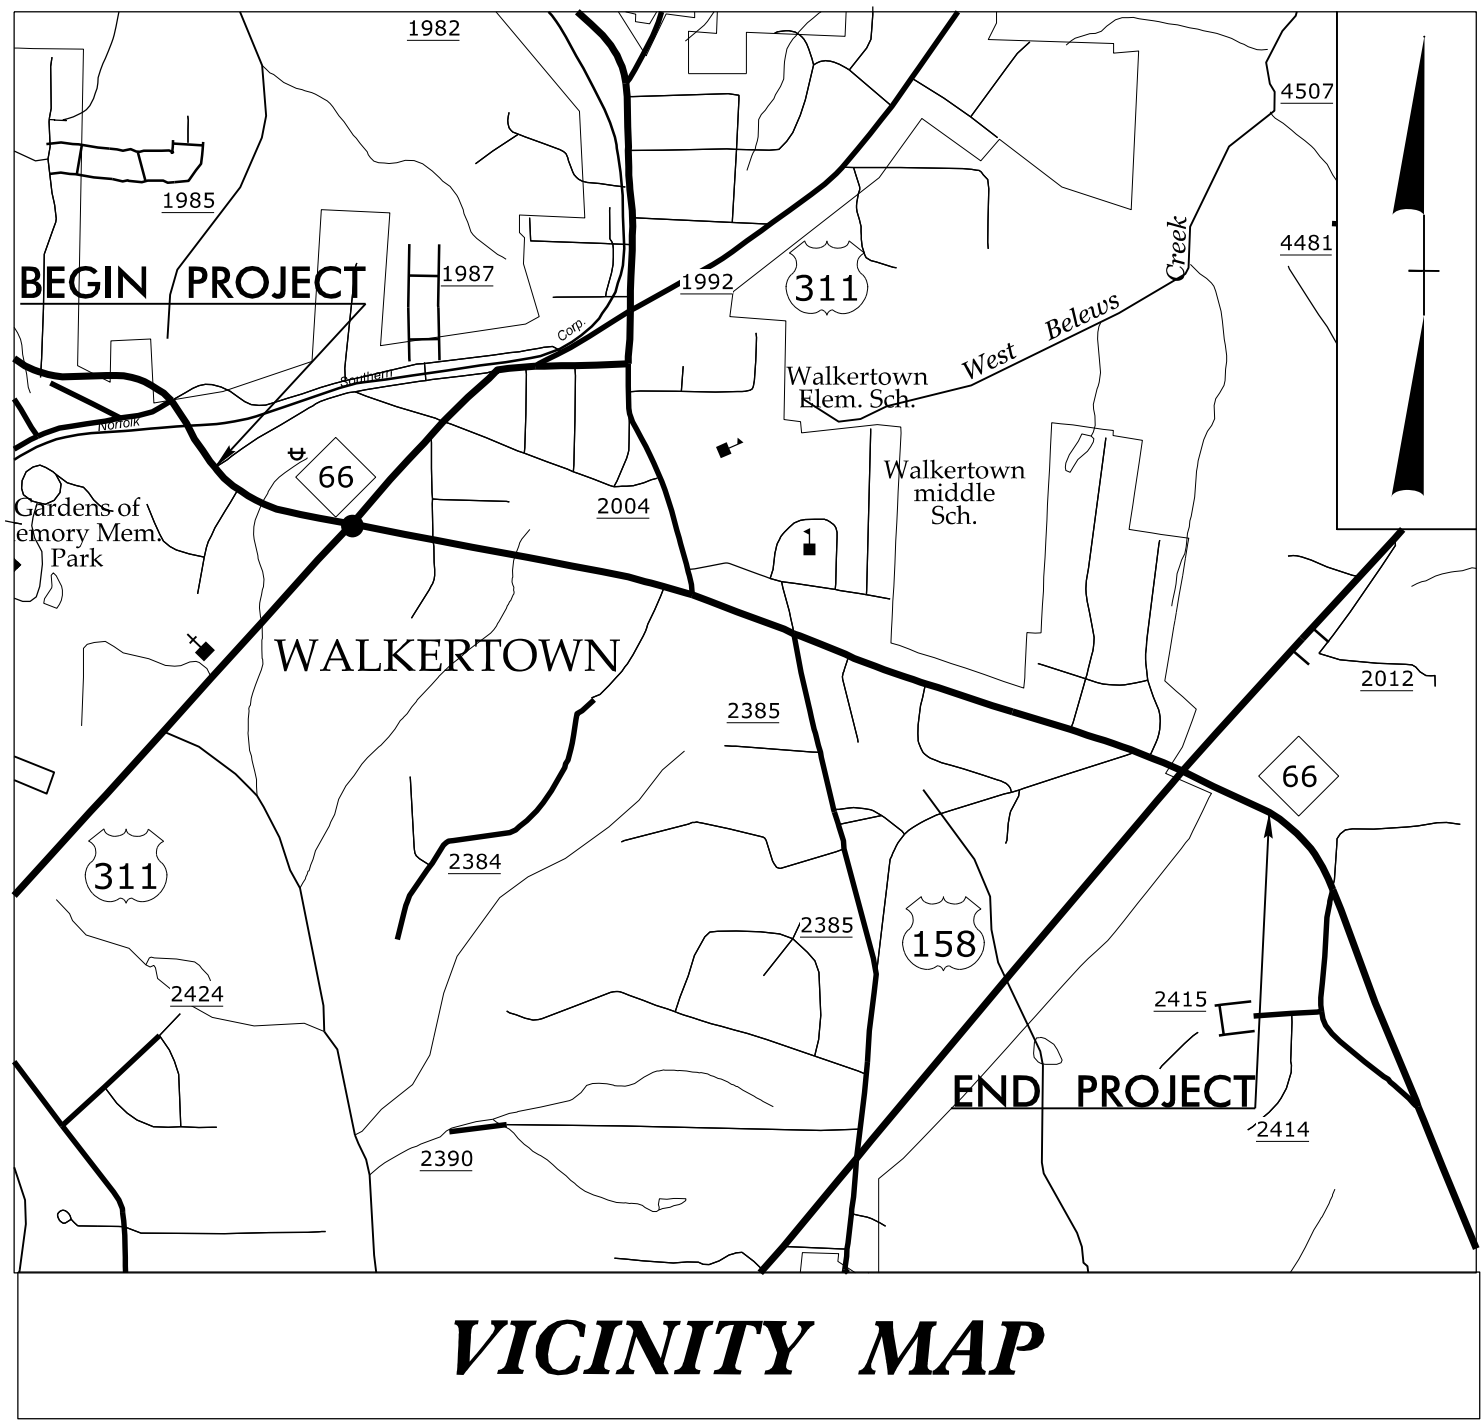 1982
4507
1985
4481
BEGIN PROJECT
1987
1992
311
Creek
West Belews
Corp.
Southern
Norfolk
Walkertown
Elem. Sch.
66
2004
Walkertown
middle
Sch.
Gardens of
emory Mem.
Park
WALKERTOWN
2012
2385
66
311
2384
2385
158
2424
2415
END PROJECT
2414
2390
VICINITY MAP